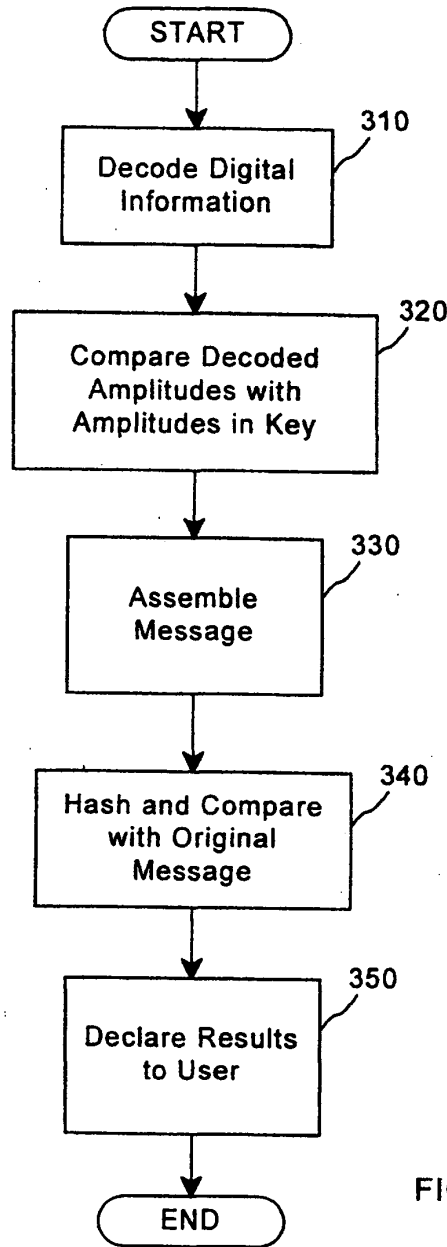 START
310
Decode Digital
Information
320
Compare Decoded
Amplitudes with
Amplitudes in Key
330
Assemble
Message
340
Hash and Compare
with Original
Message
350
Declare Results
to User
END